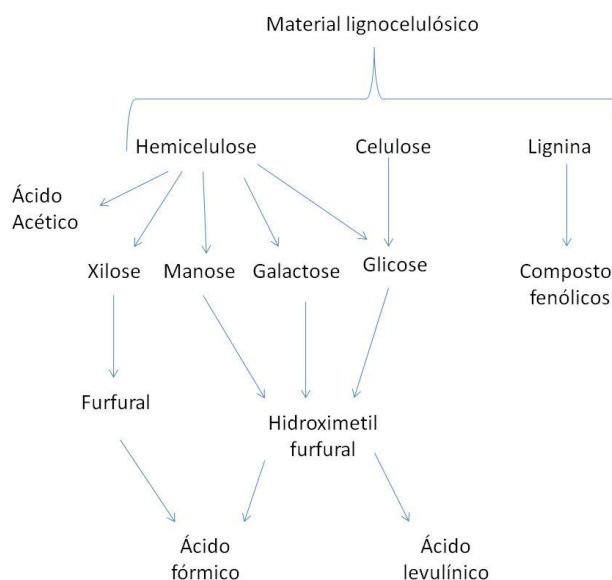 Material lignocelulósico
Hemicelulose
Celulose
Lignina
Ácido
Acético
Xilose
Manose
Galactose
Glicose
Composto
fenólicos
Furfural
Hidroximetil
furfural
Ácido
fórmico
Ácido
levulínico